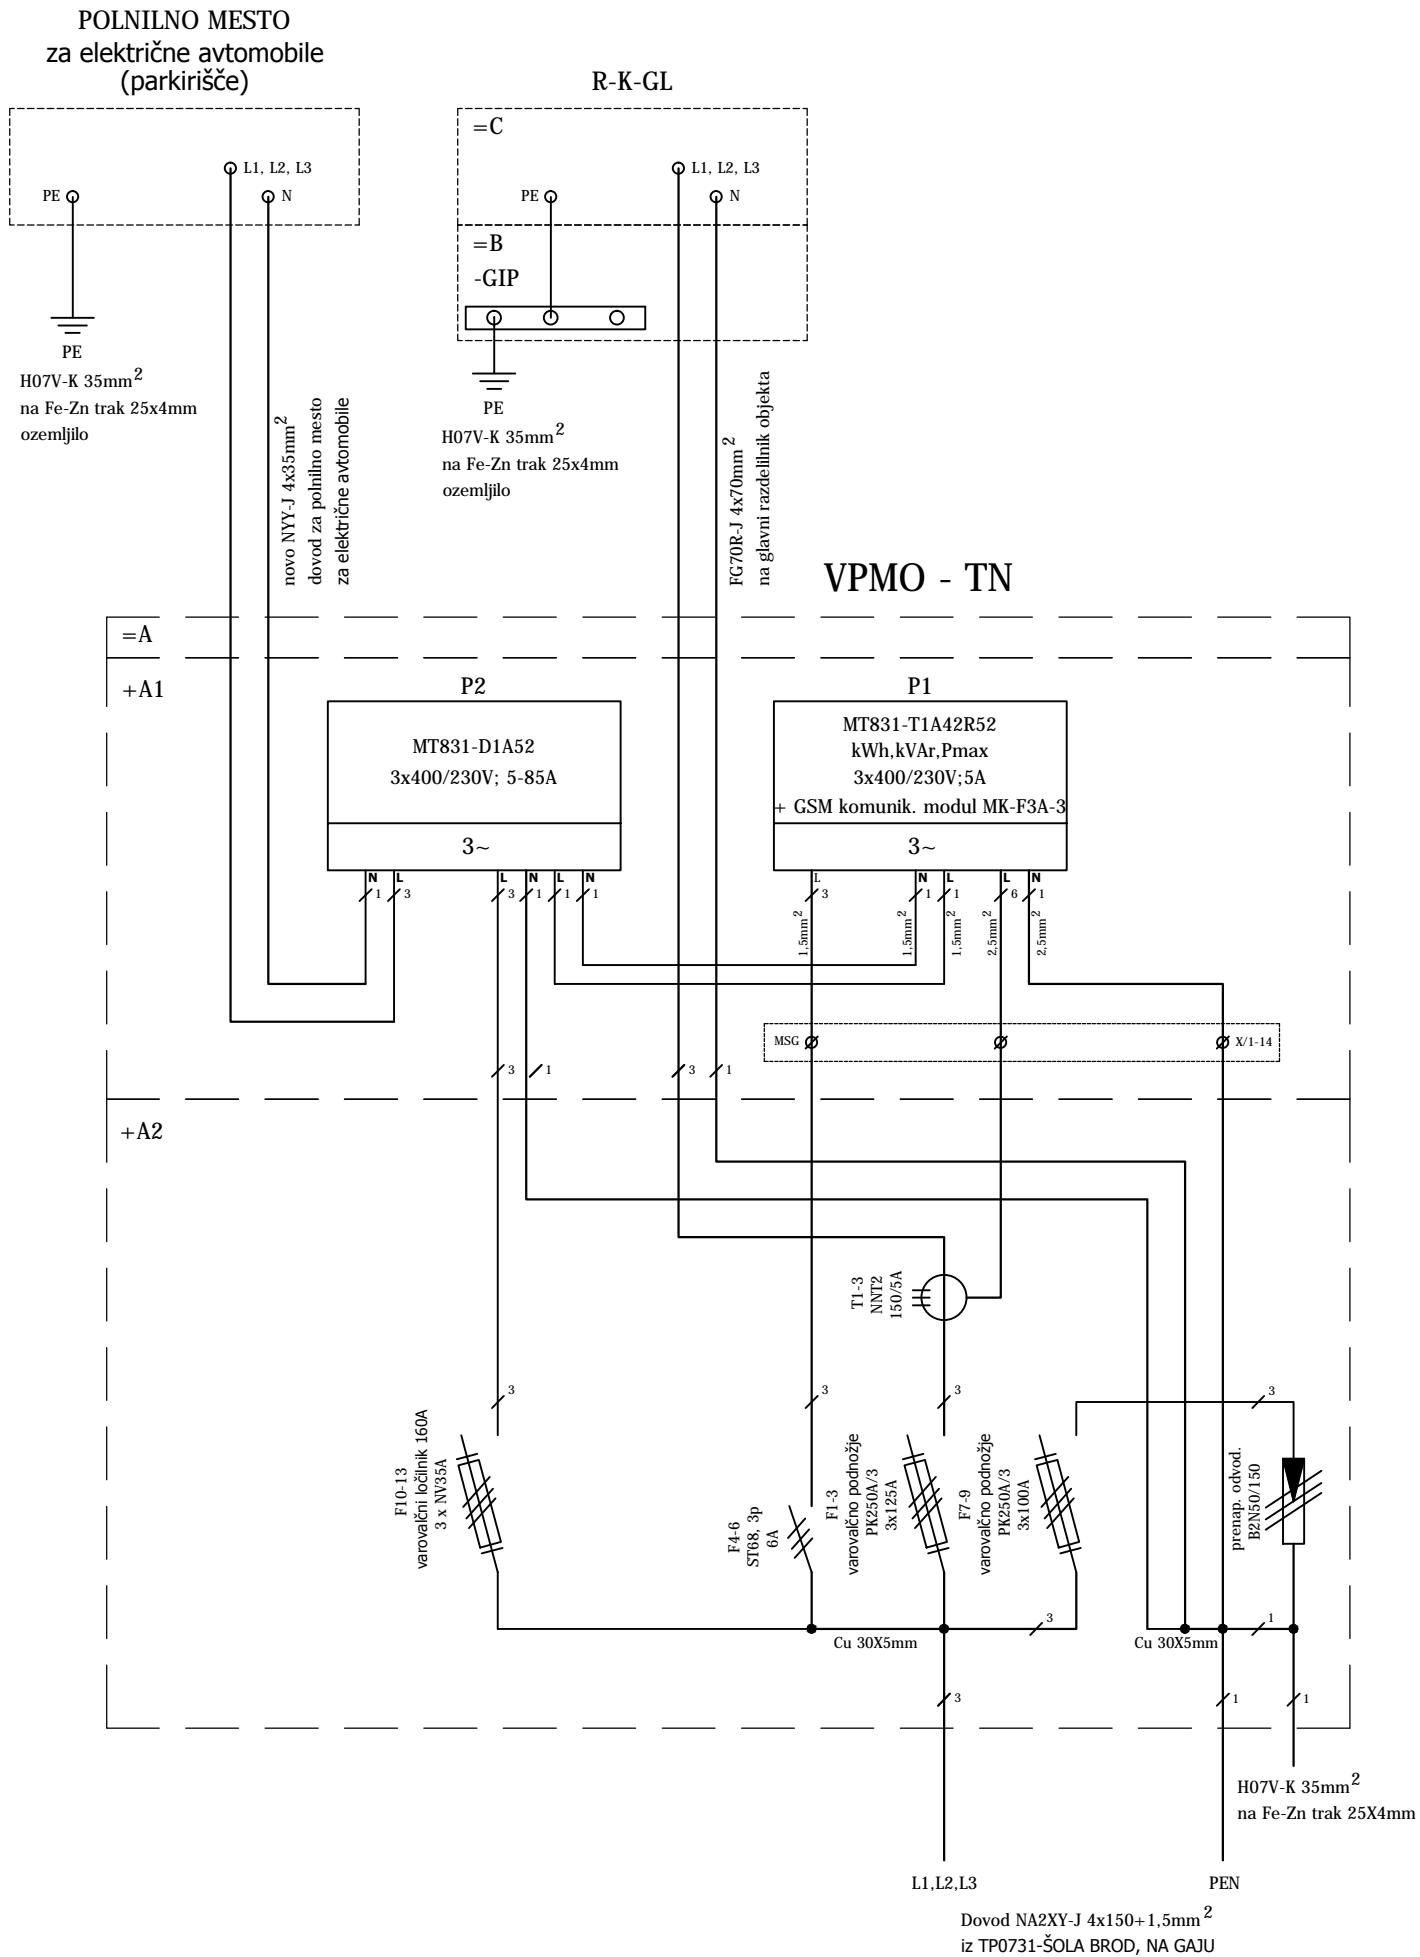 POLNILNO MESTO
za električne avtomobile
(parkirišče)
R-K-GL
=C
L1, L2, L3
PE
N
L1, L2, L3
PE
N
=B
-GIP
PE
H07V-K 35mm2
na Fe-Zn trak 25x4mm
ozemljilo
PE
H07V-K 35mm2
na Fe-Zn trak 25x4mm
ozemljilo
novo NYY-J 4x35mm2
dovod za polnilno mesto
za električne avtomobile
FG70R-J 4x70mm2
na glavni razdelilnik objekta
VPMO - TN
=A
+A1
P2
MT831-D1A52
3x400/230V; 5-85A
3~
P1
MT831-T1A42R52
kWh,kVAr,Pmax
3x400/230V;5A
+ GSM komunik. modul MK-F3A-3
3~
N
L
L
N
L
N
1
3
3
1
1
1
L
N
L
L
N
3
1
1
6
1
1,5mm2
1,5mm2
1,5mm2
2,5mm2
2,5mm2
MSG
X/1-14
3
1
3
1
+A2
T1-3
NNT2
150/5A
3
3
3
3
F10-13
varovalčni ločilnik 160A
3 x NV35A
F4-6
ST68, 3p
6A
F1-3
varovalčno podnožje
PK250A/3
3x125A
F7-9
varovalčno podnožje
PK250A/3
3x100A
prenap. odvod.
B2N50/150
3
1
Cu 30X5mm
Cu 30X5mm
3
1
1
H07V-K 35mm2
na Fe-Zn trak 25X4mm
L1,L2,L3
PEN
Dovod NA2XY-J 4x150+1,5mm2
iz TP0731-ŠOLA BROD, NA GAJU